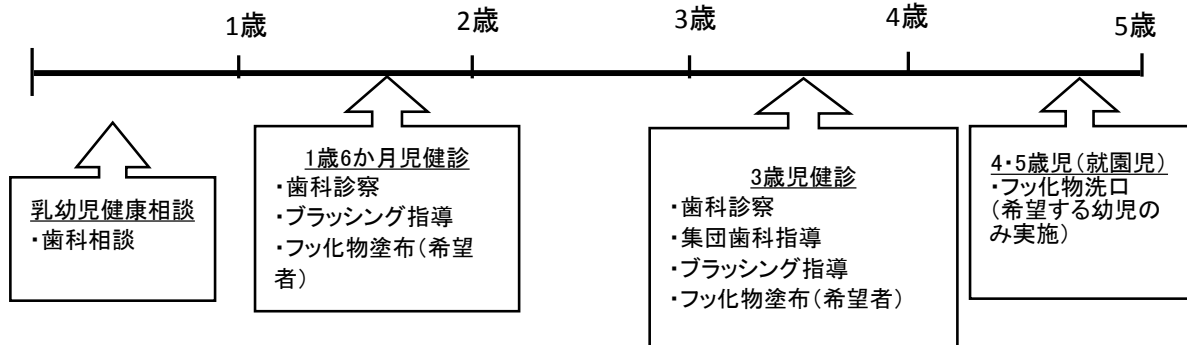 1歳
2歳
3歳
4歳
5歳
乳幼児健康相談
・歯科相談
1歳6か月児健診
・歯科診察
・ブラッシング指導
・フッ化物塗布(希望
者)
3歳児健診
・歯科診察
・集団歯科指導
・ブラッシング指導
・フッ化物塗布(希望者)
4・5歳児(就園児)
・フッ化物洗口
(希望する幼児の
み実施)